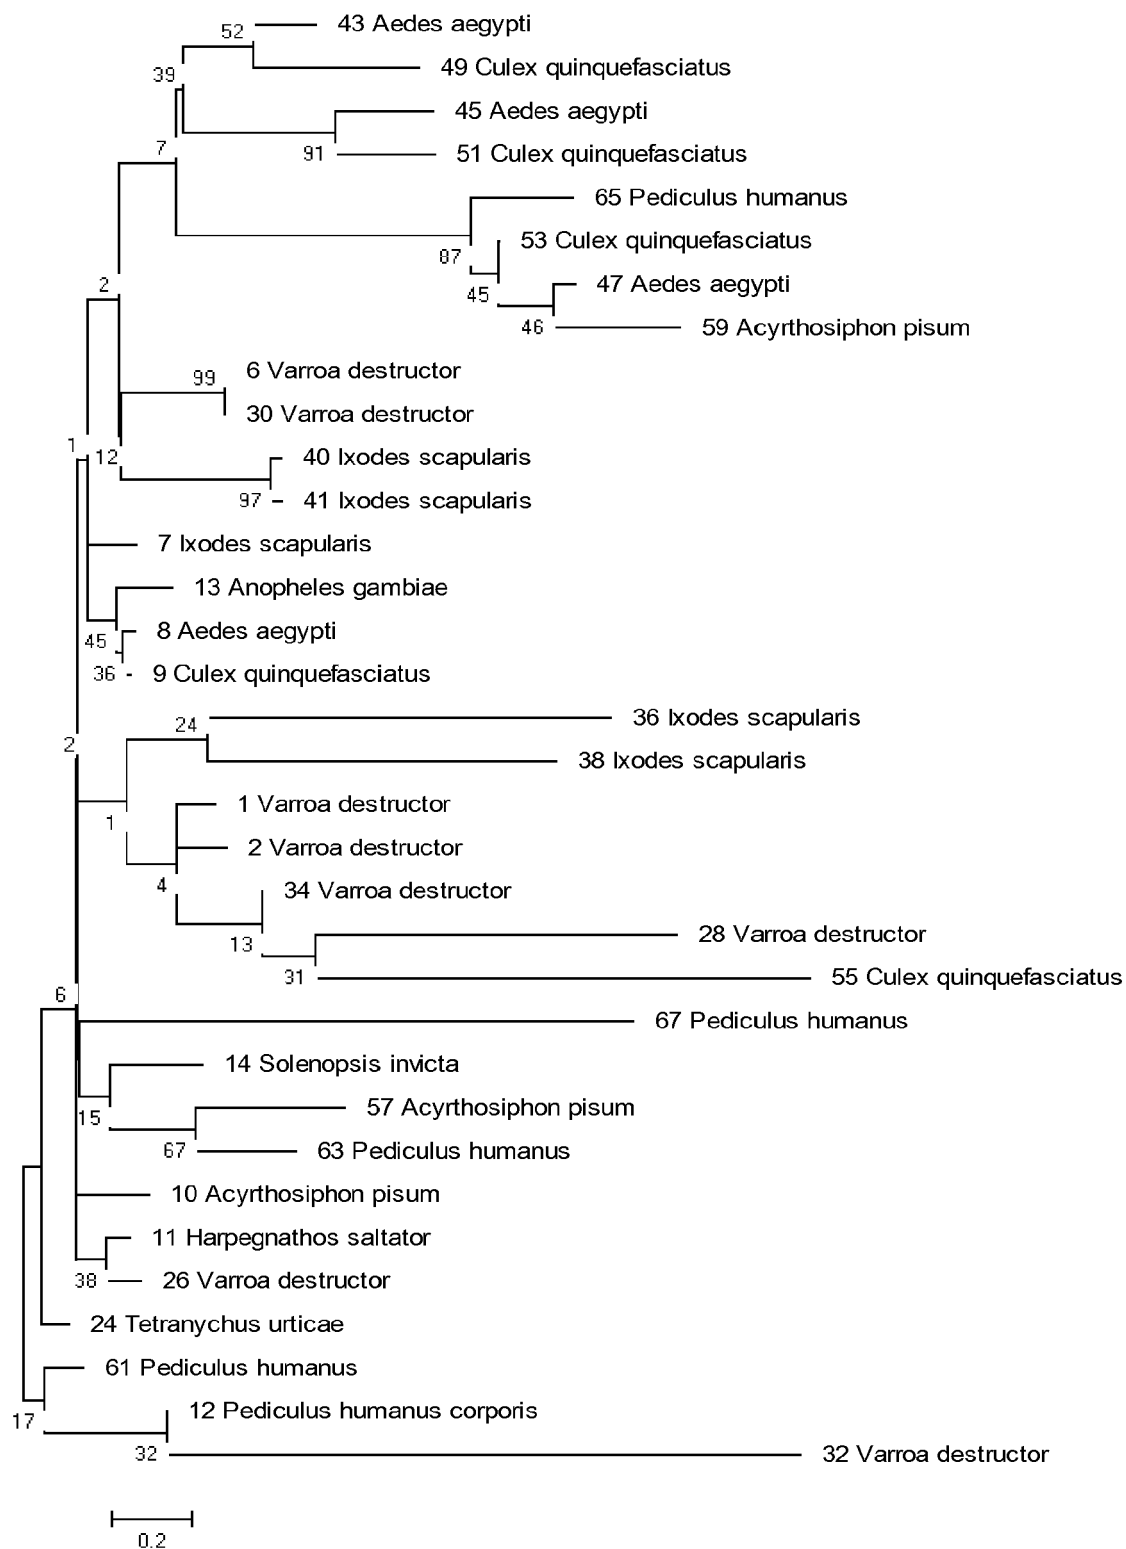 52
43 Aedes aegypti
49 Culex quinquefasciatus
39
45 Aedes aegypti
91
51 Culex quinquefasciatus
7
65 Pediculus humanus
87
53 Culex quinquefasciatus
45
47 Aedes aegypti
46
59 Acyrthosiphon pisum
2
99
6 Varroa destructor
30 Varroa destructor
1
12
40 Ixodes scapularis
97
41 Ixodes scapularis
7 Ixodes scapularis
13 Anopheles gambiae
45
8 Aedes aegypti
36
9 Culex quinquefasciatus
2
24
36 Ixodes scapularis
38 Ixodes scapularis
1
1 Varroa destructor
2 Varroa destructor
4
34 Varroa destructor
13
28 Varroa destructor
31
55 Culex quinquefasciatus
6
67 Pediculus humanus
14 Solenopsis invicta
15
57 Acyrthosiphon pisum
67
63 Pediculus humanus
10 Acyrthosiphon pisum
11 Harpegnathos saltator
38
26 Varroa destructor
24 Tetranychus urticae
61 Pediculus humanus
17
12 Pediculus humanus corporis
32
32 Varroa destructor
0.2